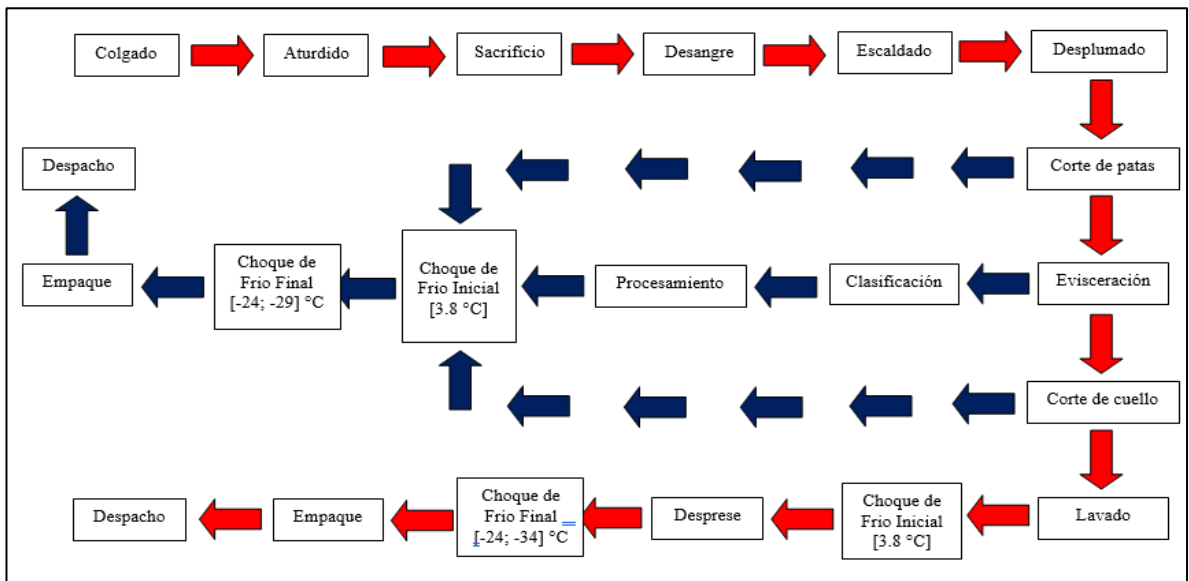 Colgado
Aturdido
Sacrificio
Desangre
Escaldado
Desplumado
Despacho
Corte de patas
Empaque
Choque de
Frio Final
[-24; -29] °C
Choque de
Frio Inicial
[3.8 °C]
Procesamiento
Clasificación
Evisceración
Corte de cuello
Despacho
Empaque
Choque de
Frio Final
[-24; -34] °C
Desprese
Choque de
Frio Inicial
[3.8 °C]
Lavado